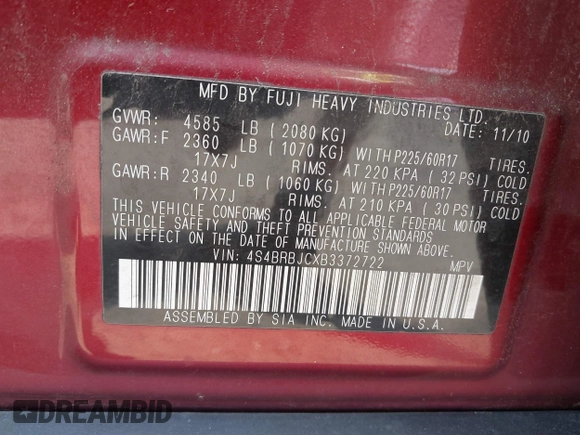 MFD BY FUJI HEAVY INDUSTRIES LTD.
GVWR: 4585 LB (2080 KG) DATE: 11/10
GAWR:F 2360 LB (1070 KG) WITH P225/60R17 TIRES.
17X7J RIMS. AT 220 KPA (32 PSI) COLD
GAWR:R 2340 LB (1060 KG) WITH P225/60R17 TIRES.
17X7J RIMS. AT 210 KPA (30 PSI) COLD
THIS VEHICLE CONFORMS TO ALL APPLICABLE FEDERAL MOTOR
VEHICLE SAFETY AND THEFT PREVENTION STANDARDS
IN EFFECT ON THE DATE OF MANUFACTURE SHOWN ABOVE.
VIN: 4S4BRBJCXB3372722 MPV
ASSEMBLED BY SIA INC. MADE IN U.S.A.
DREAMBID